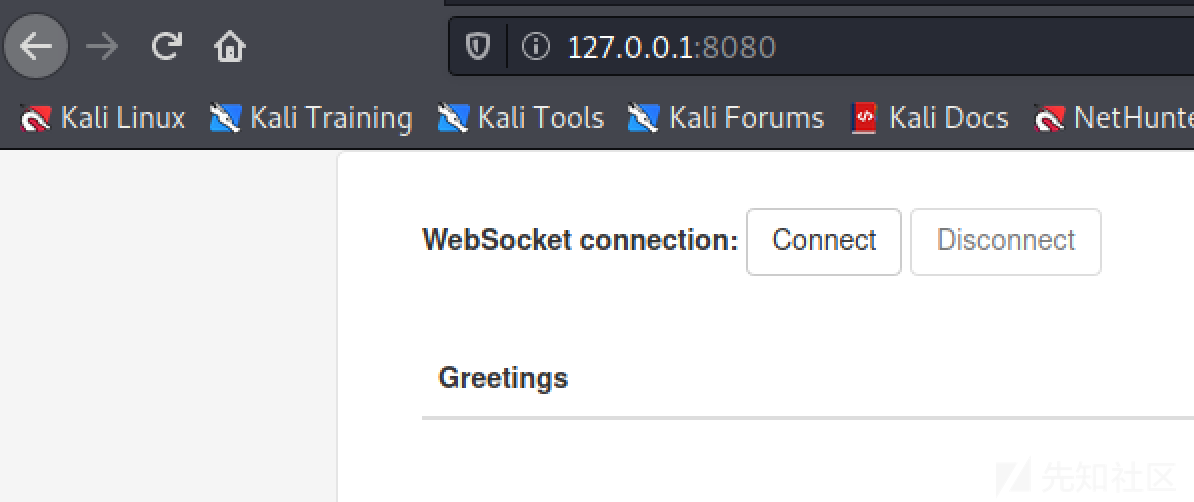 127.0.0.1:8080
Kali Linux Kali Training Kali Tools Kali Forums Kali Docs NetHunte
WebSocket connection: Connect Disconnect
Greetings
先知社区